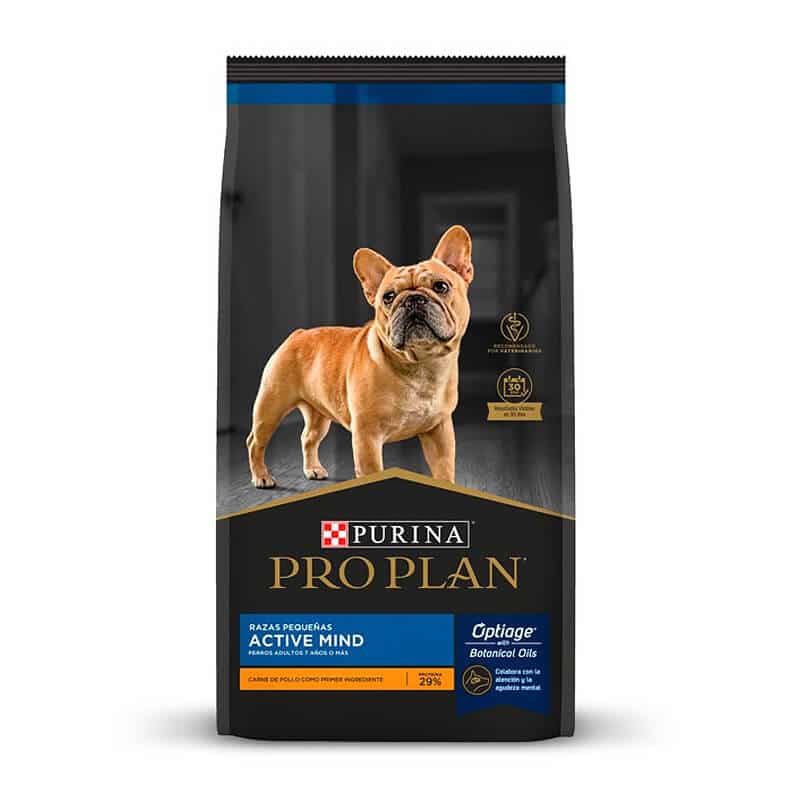 RECOMENDADO
POR VETERINARIOS
30
Resultados Visibles
en 30 días
PURINA
PRO PLAN
RAZAS PEQUEÑAS
ACTIVE MIND
PERROS ADULTOS 7 AÑOS O MÁS
CARNE DE POLLO COMO PRIMER INGREDIENTE
PROTEÍNA
29%
Optiage®
with
Botanical Oils
Colabora con la
atención y la
agudeza mental